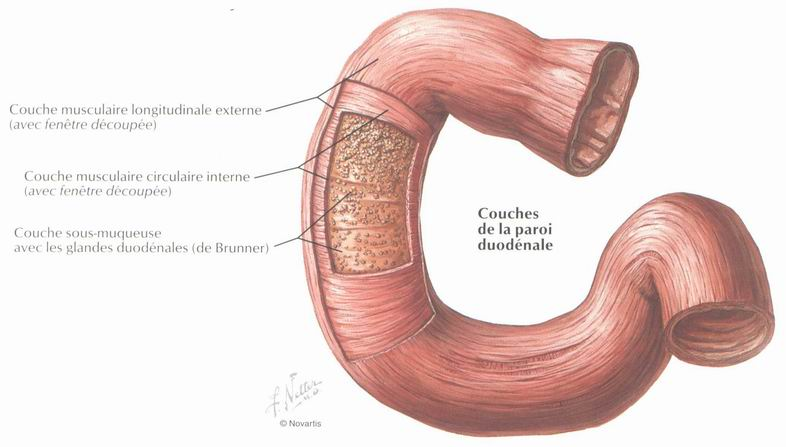 Couche musculaire longitudinale externe
(avec fenêtre découpée)
Couche musculaire circulaire interne
(avec fenêtre découpée)
Couche sous-muqueuse
avec les glandes duodénales (de Brunner)
Couches
de la paroi
duodénale
F. Netter
© Novartis